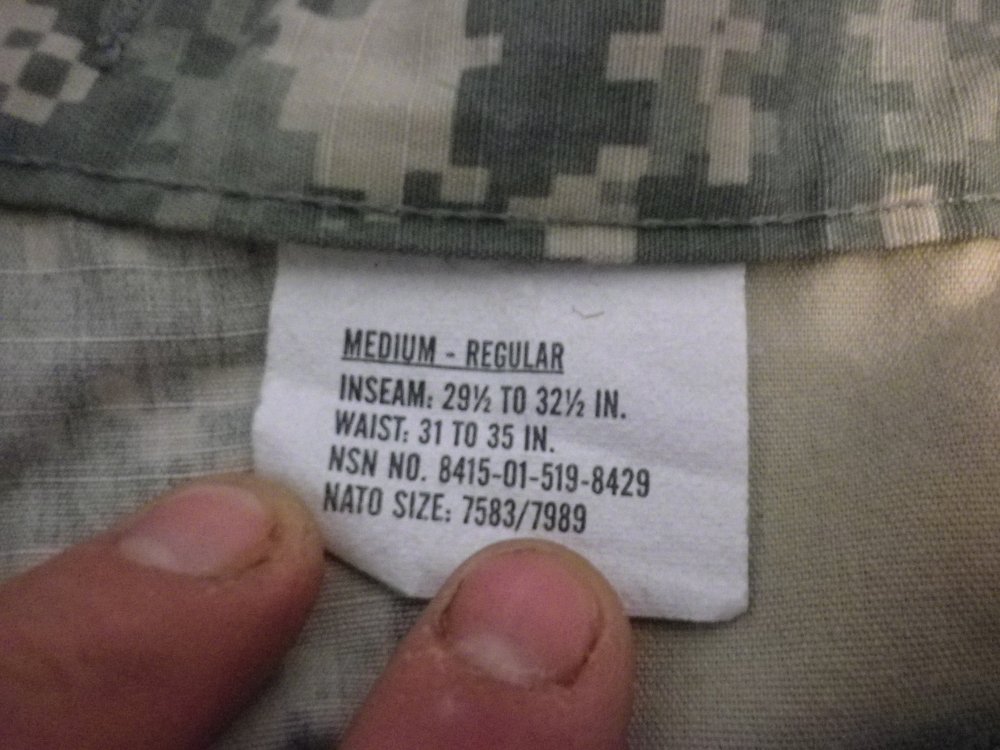 MEDIUM - REGULAR
INSEAM: 29½ TO 32½ IN.
WAIST: 31 TO 35 IN.
NSN NO. 8415-01-519-8429
NATO SIZE: 7583/7989